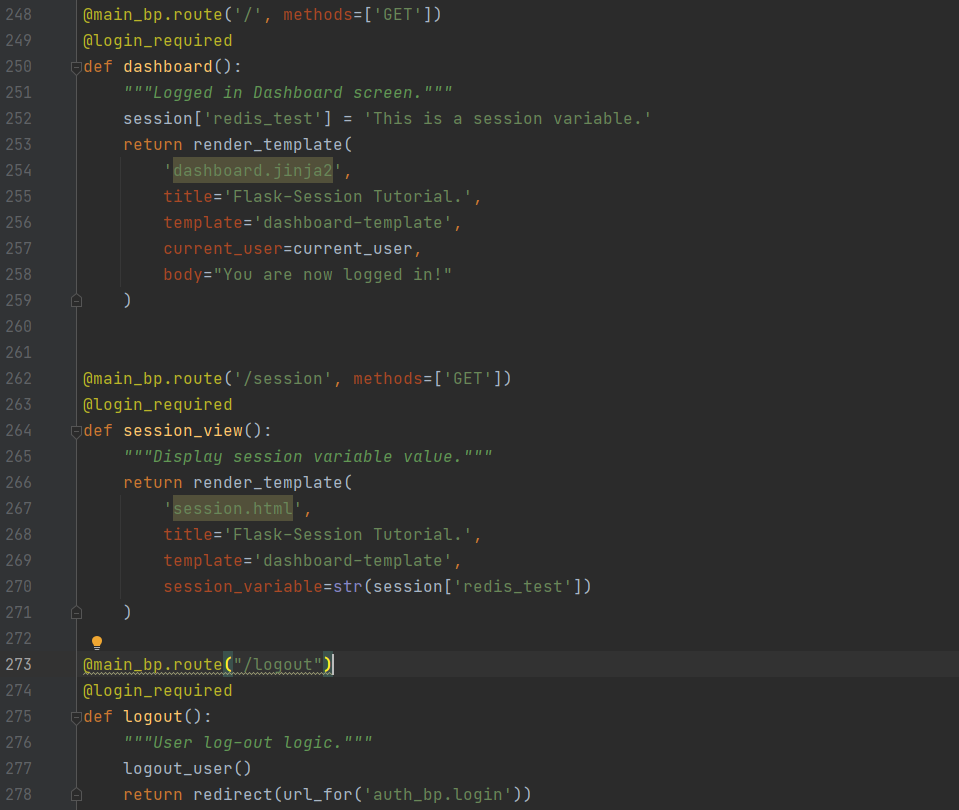 248 @main_bp.route('/', methods=['GET'])
249 @login_required
250 def dashboard():
251     """Logged in Dashboard screen."""
252     session['redis_test'] = 'This is a session variable.'
253     return render_template(
254         'dashboard.jinja2',
255         title='Flask-Session Tutorial.',
256         template='dashboard-template',
257         current_user=current_user,
258         body="You are now logged in!"
259     )
260
261
262 @main_bp.route('/session', methods=['GET'])
263 @login_required
264 def session_view():
265     """Display session variable value."""
266     return render_template(
267         'session.html',
268         title='Flask-Session Tutorial.',
269         template='dashboard-template',
270         session_variable=str(session['redis_test'])
271     )
272
273 @main_bp.route("/logout")
274 @login_required
275 def logout():
276     """User log-out logic."""
277     logout_user()
278     return redirect(url_for('auth_bp.login'))